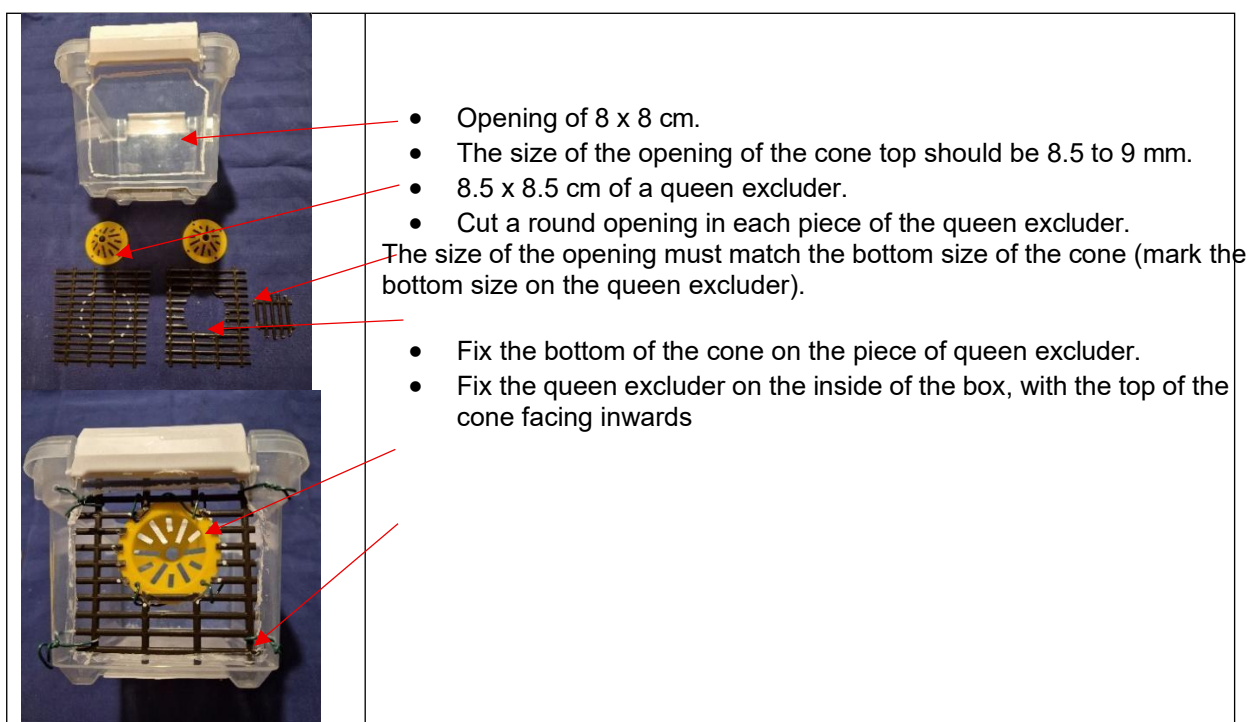 • Opening of 8 x 8 cm.
• The size of the opening of the cone top should be 8.5 to 9 mm.
• 8.5 x 8.5 cm of a queen excluder.
• Cut a round opening in each piece of the queen excluder.
The size of the opening must match the bottom size of the cone (mark the
bottom size on the queen excluder).
• Fix the bottom of the cone on the piece of queen excluder.
• Fix the queen excluder on the inside of the box, with the top of the
cone facing inwards